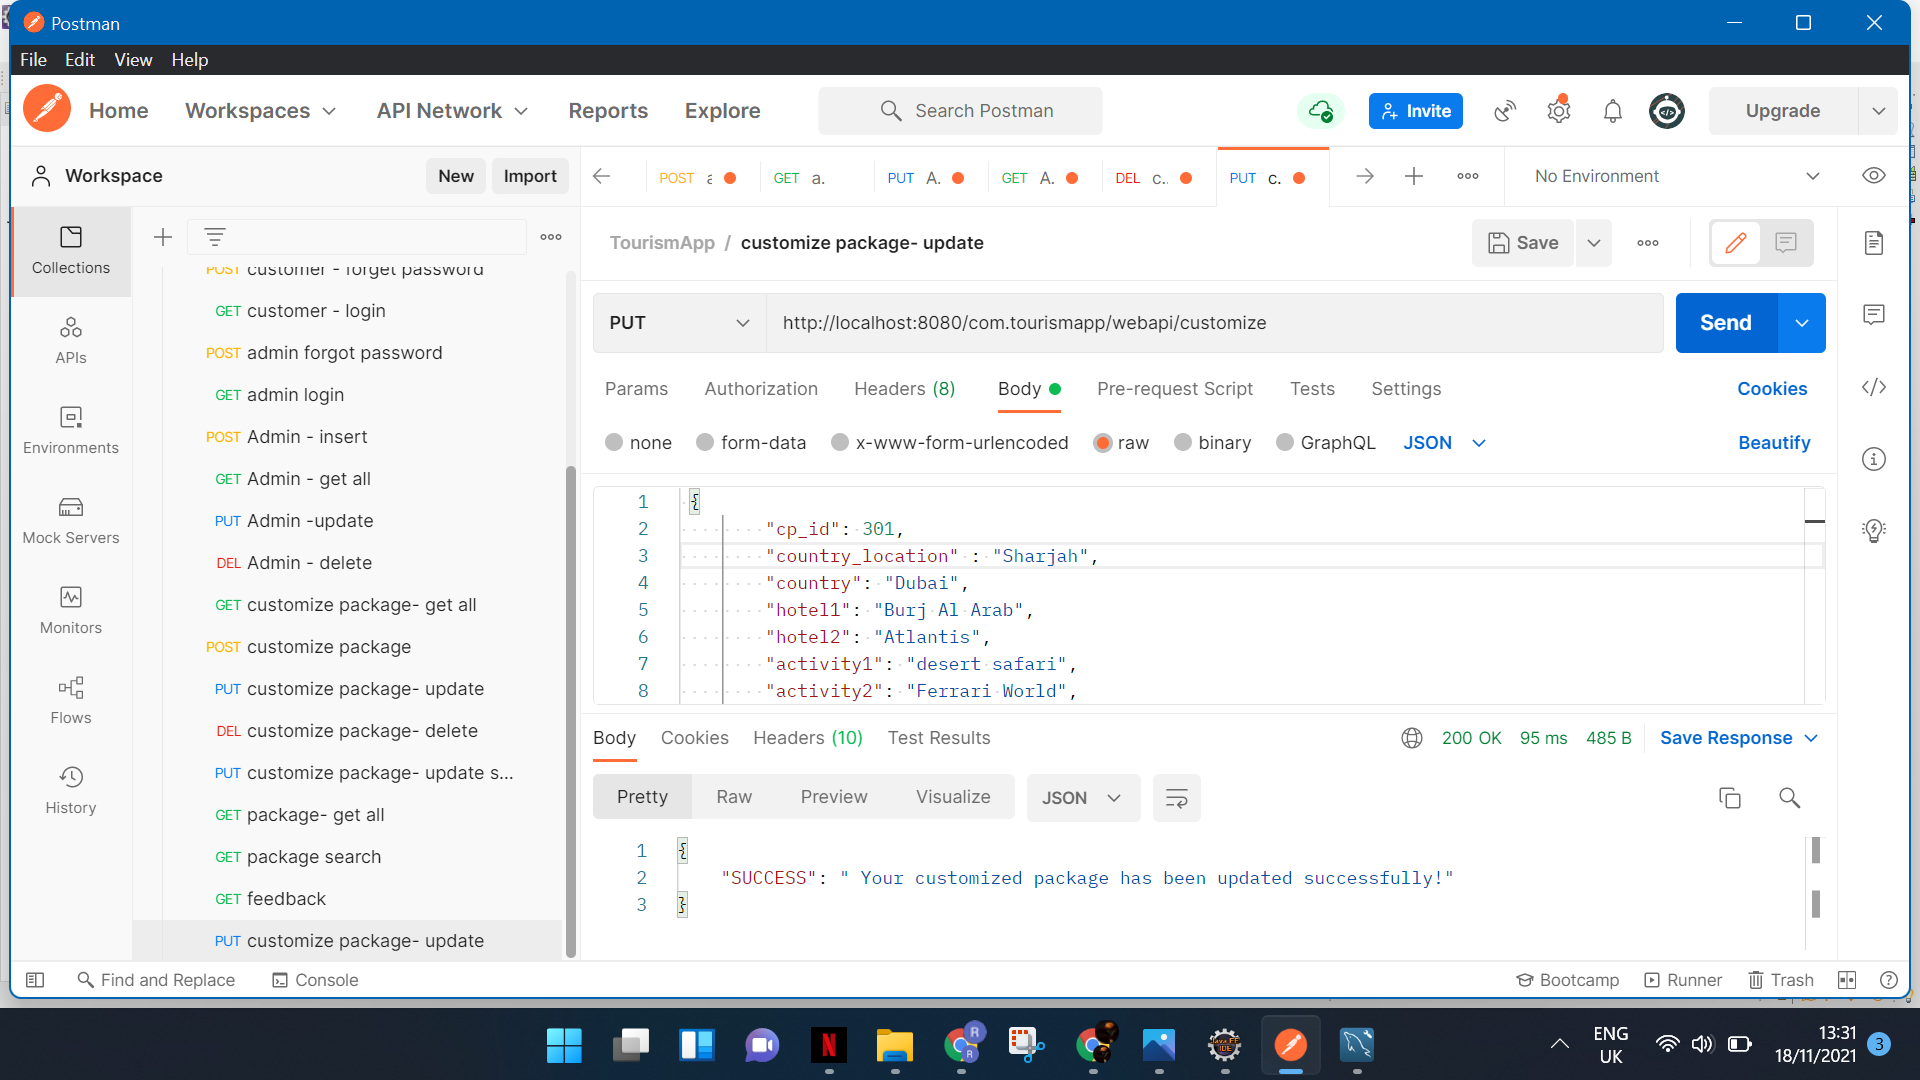 Postman
File Edit View Help
Home Workspaces API Network Reports Explore Search Postman Invite Upgrade
Workspace New Import
POST a GET a. PUT A. GET A. DEL c.. PUT c. No Environment
Collections
APIs
Environments
Mock Servers
Monitors
Flows
History
POST customer - forget password
GET customer - login
POST admin forgot password
GET admin login
POST Admin - insert
GET Admin - get all
PUT Admin -update
DEL Admin - delete
GET customize package- get all
POST customize package
PUT customize package- update
DEL customize package- delete
PUT customize package- update s...
GET package- get all
GET package search
GET feedback
PUT customize package- update
TourismApp / customize package- update Save
PUT http://localhost:8080/com.tourismapp/webapi/customize Send
Params Authorization Headers (8) Body Pre-request Script Tests Settings Cookies
none form-data x-www-form-urlencoded raw binary GraphQL JSON Beautify
1 {
2 "cp_id": 301,
3 "country_location" : "Sharjah",
4 "country": "Dubai",
5 "hotel1": "Burj Al Arab",
6 "hotel2": "Atlantis",
7 "activity1": "desert safari",
8 "activity2": "Ferrari World",
Body Cookies Headers (10) Test Results 200 OK 95 ms 485 B Save Response
Pretty Raw Preview Visualize JSON
1 {
2 "SUCCESS": " Your customized package has been updated successfully!"
3 }
Find and Replace Console Bootcamp Runner Trash
ENG
UK
13:31
18/11/2021
3